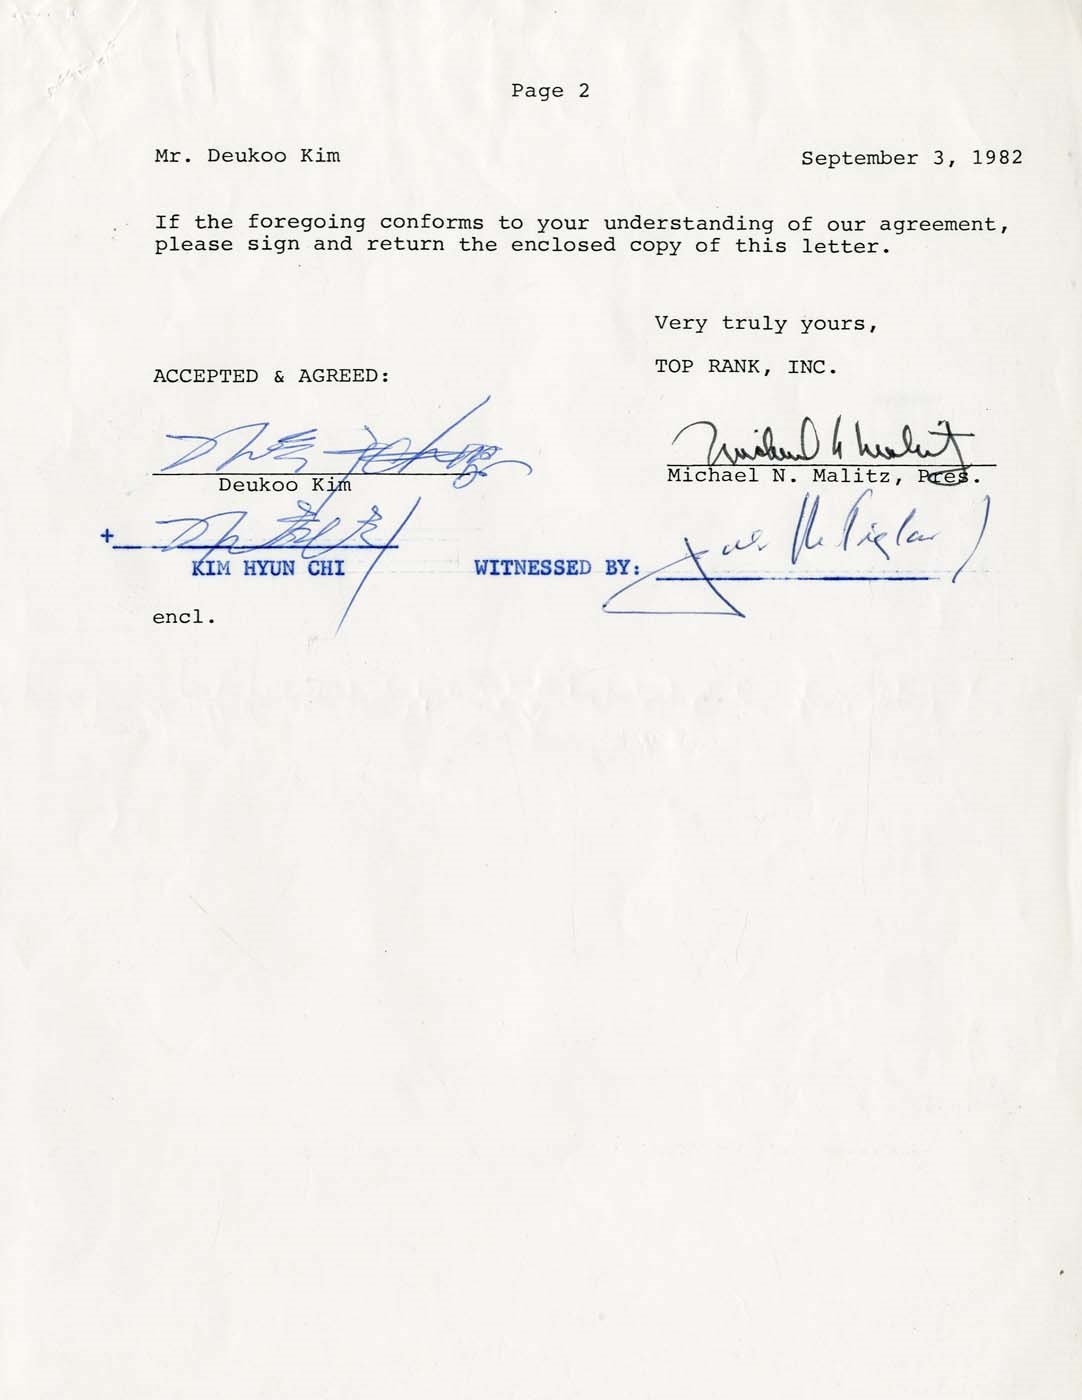 Page 2
Mr. Deukoo Kim
September 3, 1982
If the foregoing conforms to your understanding of our agreement,
please sign and return the enclosed copy of this letter.
Very truly yours,
TOP RANK, INC.
ACCEPTED & AGREED:
Deukoo Kim
Michael N. Malitz, Pres.
+
KIM HYUN CHI
WITNESSED BY:
encl.